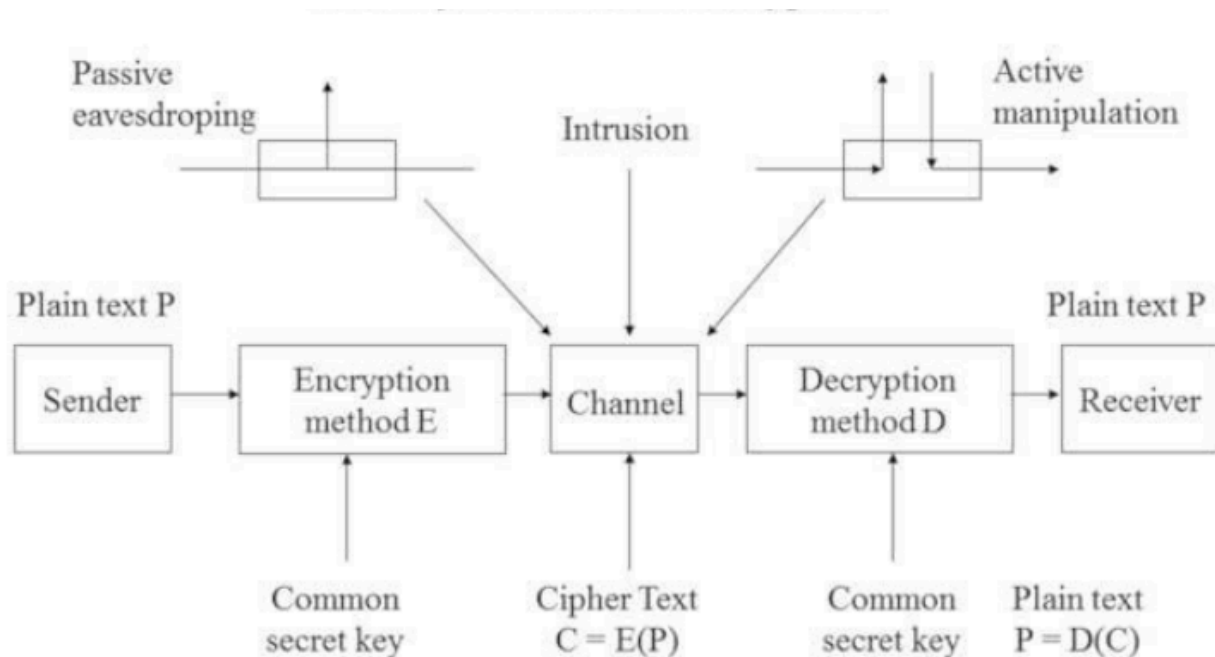 Passive
eavesdroping
Intrusion
Active
manipulation
Plain text P
Plain text P
Sender
Encryption
method E
Channel
Decryption
method D
Receiver
Common
secret key
Cipher Text
C = E(P)
Common
secret key
Plain text
P = D(C)